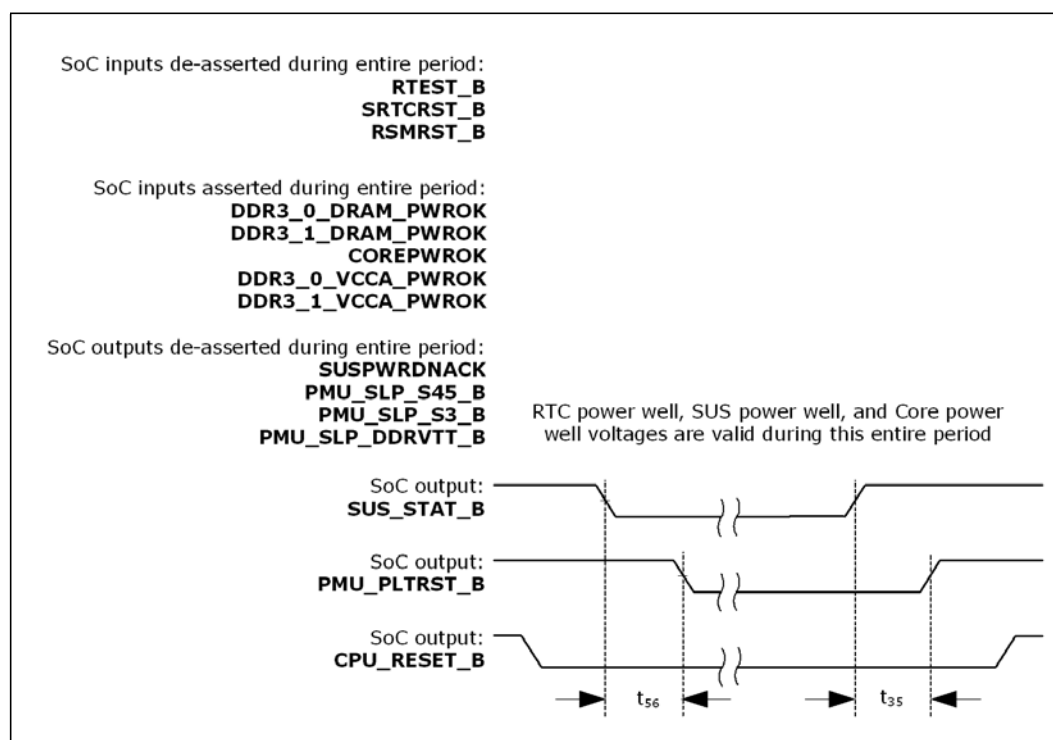 SoC inputs de-asserted during entire period:
RTEST_B
SRTCRST_B
RSMRST_B
SoC inputs asserted during entire period:
DDR3_0_DRAM_PWROK
DDR3_1_DRAM_PWROK
COREPWROK
DDR3_0_VCCA_PWROK
DDR3_1_VCCA_PWROK
SoC outputs de-asserted during entire period:
SUSPWRDNACK
PMU_SLP_S45_B
PMU_SLP_S3_B
PMU_SLP_DDRVTT_B
RTC power well, SUS power well, and Core power
well voltages are valid during this entire period
SoC output:
SUS_STAT_B
SoC output:
PMU_PLTRST_B
SoC output:
CPU_RESET_B
t56
t35